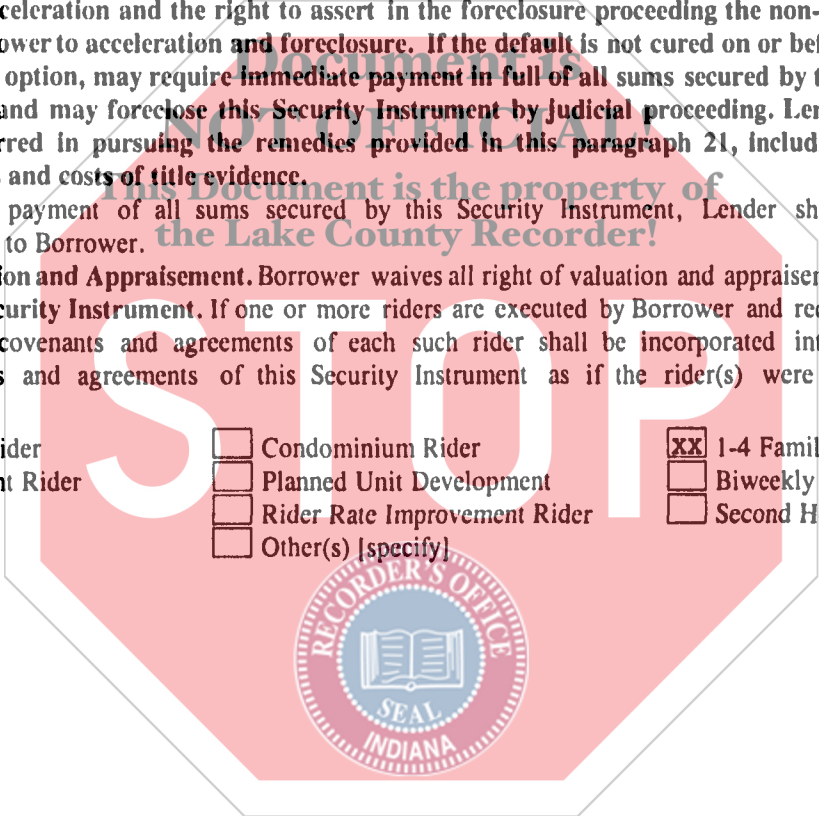 celeration and the right to assert in the foreclosure proceeding the non-
ower to acceleration and foreclosure. If the default is not cured on or bef
option, may require immediate payment in full of all sums secured by t
and may foreclose this Security Instrument by judicial proceeding. Len
rred in pursuing the remedies provided in this paragraph 21, includ
and costs of title evidence.
payment of all sums secured by this Security Instrument, Lender sh
to Borrower.
ion and Appraisement. Borrower waives all right of valuation and appraisen
curity Instrument. If one or more riders are executed by Borrower and rec
covenants and agreements of each such rider shall be incorporated int
s and agreements of this Security Instrument as if the rider(s) were
ider Condominium Rider XX 1-4 Famil
nt Rider Planned Unit Development Biweekly
Rider Rate Improvement Rider Second H
Other(s) [specify]
Document is
NOT OFFICIAL!
This Document is the property of
the Lake County Recorder!
STOP
RECORDER'S OFFICE
SEAL
INDIANA